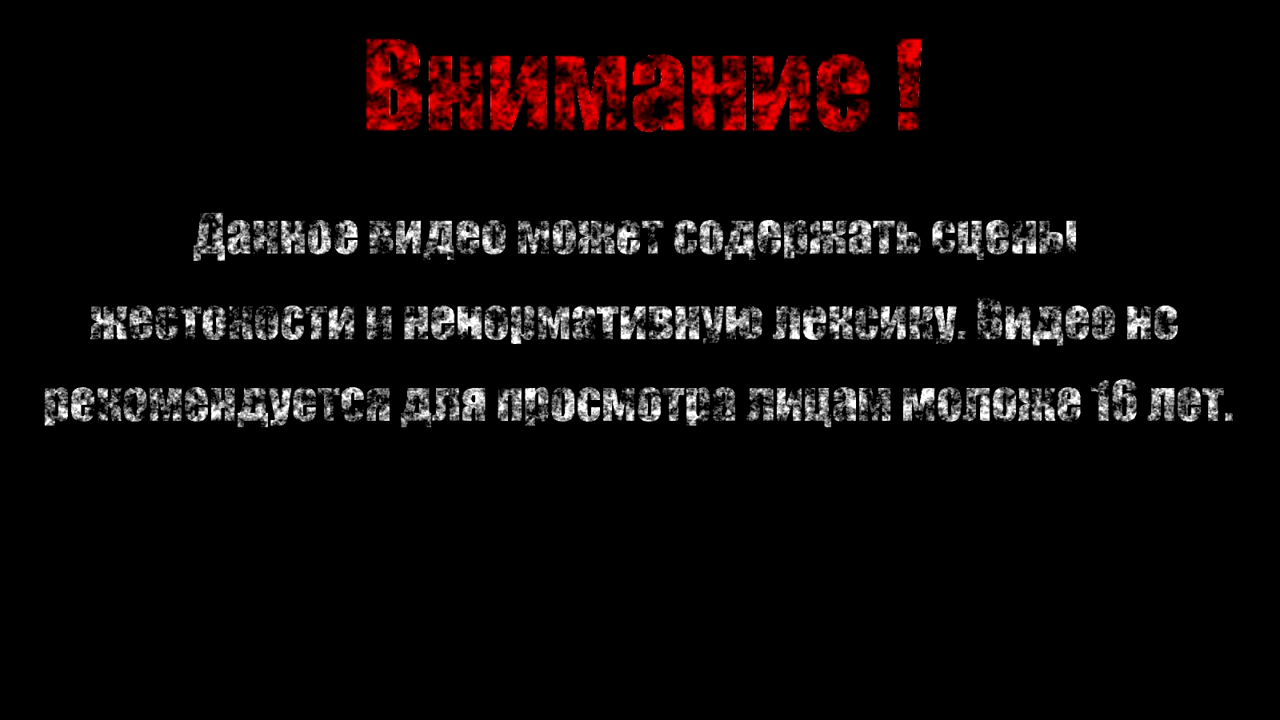 Внимание !
Данное видео может содержать сцены
жестокости и ненормативную лексику. Видео не
рекомендуется для просмотра лицам моложе 16 лет.